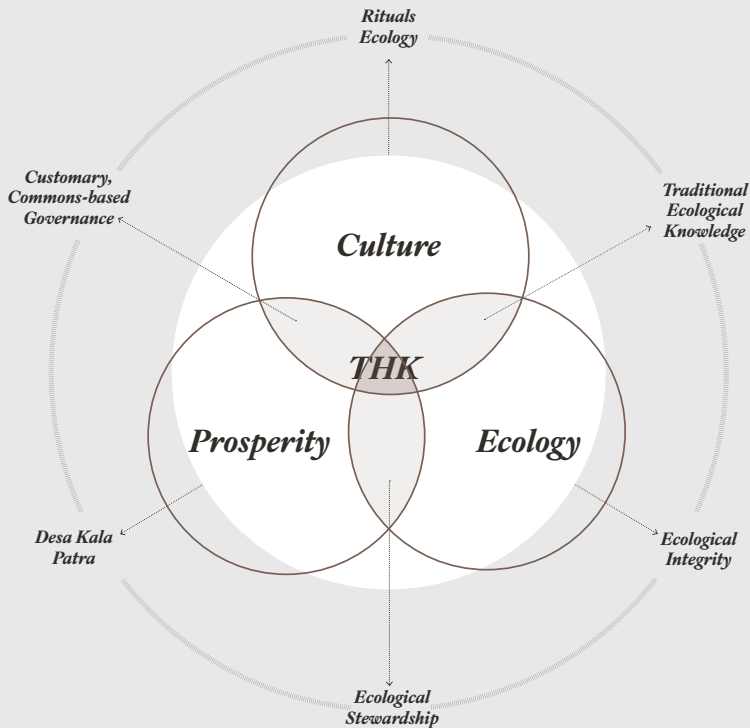 Rituals
Ecology
Customary,
Commons-based
Governance
Traditional
Ecological
Knowledge
Culture
THK
Prosperity
Ecology
Desa Kala
Patra
Ecological
Integrity
Ecological
Stewardship